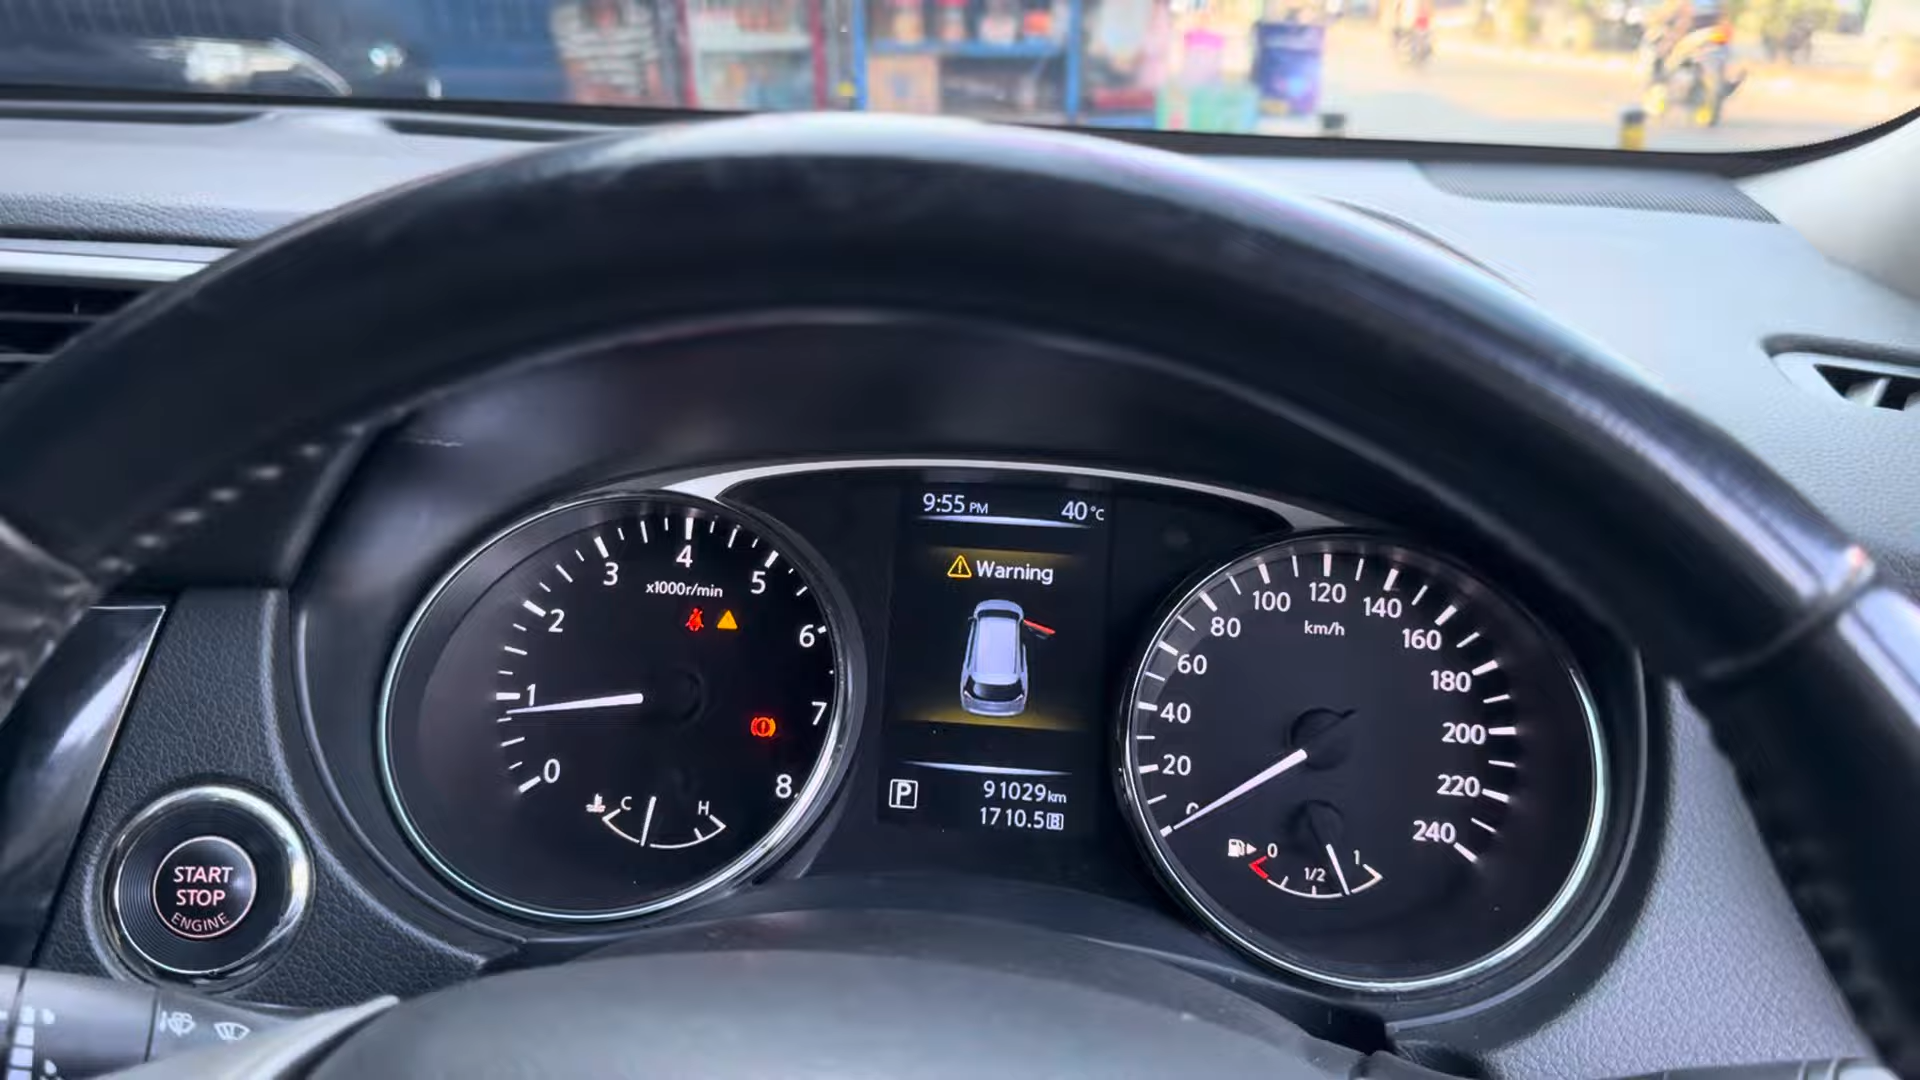 9:55 PM 40°C
Warning
P 91029 km
1710.5 B
0 1 2 3 4 5 6 7 8
x1000r/min
C H
0 20 40 60 80 100 120 140 160 180 200 220 240
km/h
0 1/2 1
START
STOP
ENGINE